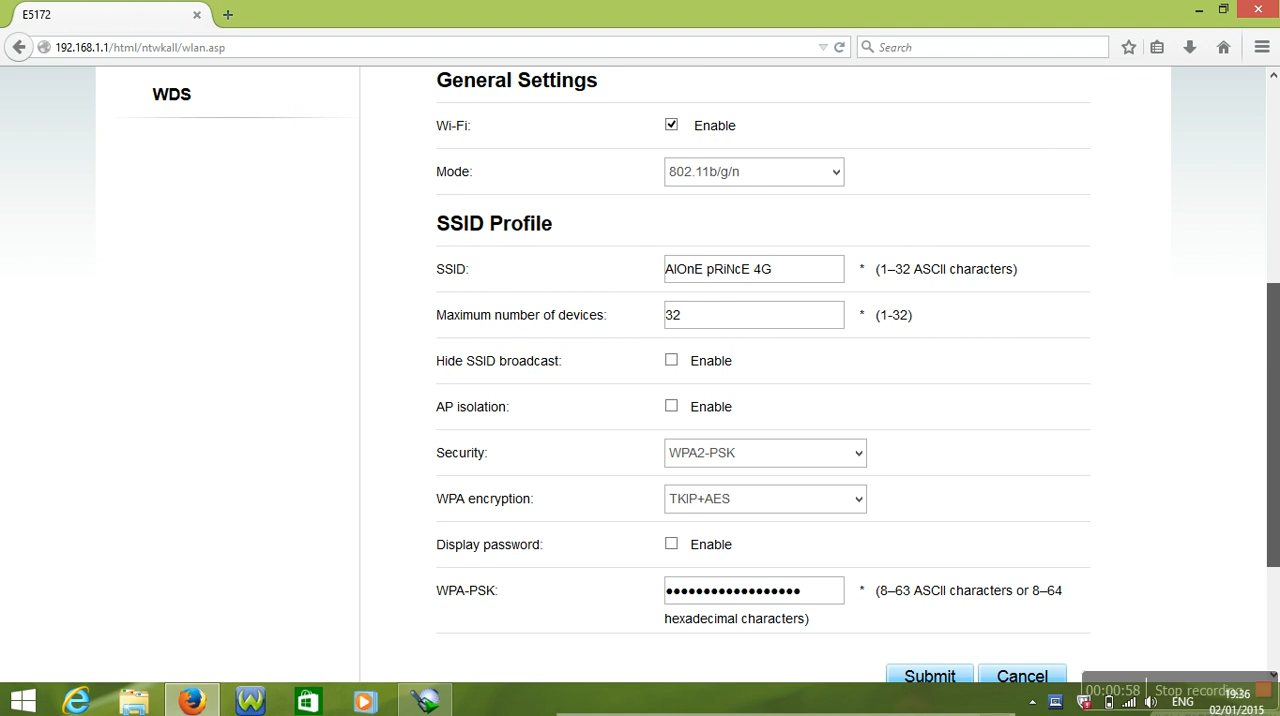 E5172
192.168.1.1/html/ntwkall/wlan.asp
Search
WDS
General Settings
Wi-Fi: Enable
Mode: 802.11b/g/n
SSID Profile
SSID: AlOnE pRiNcE 4G * (1–32 ASCII characters)
Maximum number of devices: 32 * (1-32)
Hide SSID broadcast: Enable
AP isolation: Enable
Security: WPA2-PSK
WPA encryption: TKIP+AES
Display password: Enable
WPA-PSK: •••••••••••••••••• * (8–63 ASCII characters or 8–64
hexadecimal characters)
Submit Cancel
00:00:58 Stop recording
ENG 19:36
02/01/2015